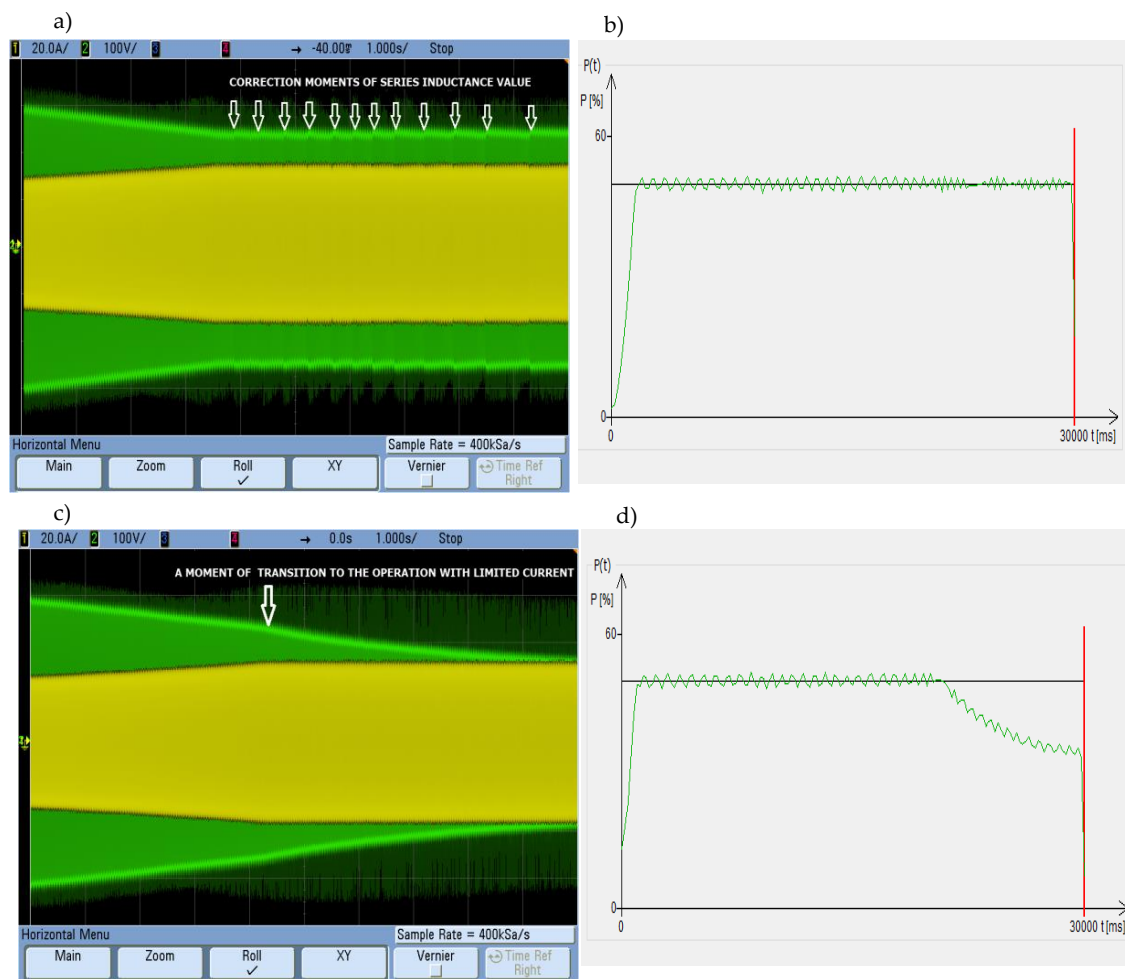 a)
1 20.0A/ 2 100V/ 3 4 → -40.00m 1.000s/ Stop
CORRECTION MOMENTS OF SERIES INDUCTANCE VALUE
Horizontal Menu Sample Rate = 400kSa/s
Main Zoom Roll ✓ XY Vernier Time Ref Right
b)
P(t)
P [%]
60
0
0 30000 t [ms]
c)
1 20.0A/ 2 100V/ 3 4 → 0.0s 1.000s/ Stop
A MOMENT OF TRANSITION TO THE OPERATION WITH LIMITED CURRENT
Horizontal Menu Sample Rate = 400kSa/s
Main Zoom Roll ✓ XY Vernier Time Ref Right
d)
P(t)
P [%]
60
0
0 30000 t [ms]